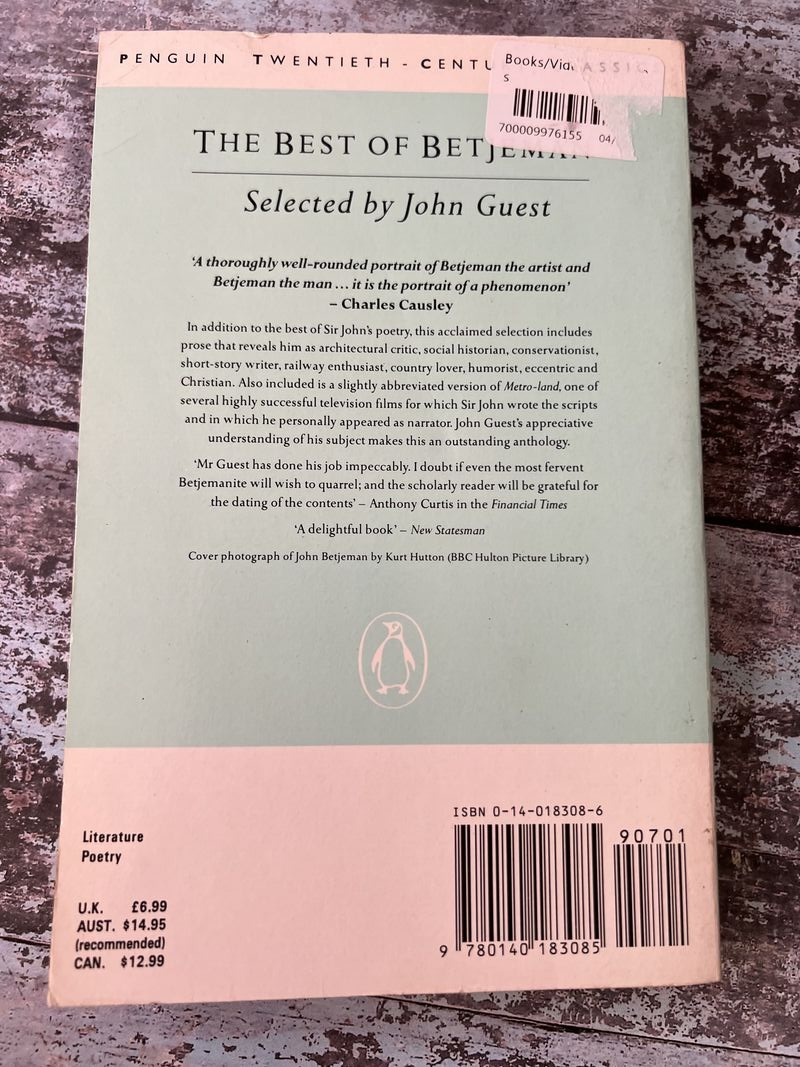 PENGUIN TWENTIETH-CENTU ASSIC
Books/Vid
s
700009976155 04/
THE BEST OF BETJEMAN
Selected by John Guest
‘A thoroughly well-rounded portrait of Betjeman the artist and
Betjeman the man ... it is the portrait of a phenomenon’
– Charles Causley
In addition to the best of Sir John’s poetry, this acclaimed selection includes
prose that reveals him as architectural critic, social historian, conservationist,
short-story writer, railway enthusiast, country lover, humorist, eccentric and
Christian. Also included is a slightly abbreviated version of Metro-land, one of
several highly successful television films for which Sir John wrote the scripts
and in which he personally appeared as narrator. John Guest’s appreciative
understanding of his subject makes this an outstanding anthology.
‘Mr Guest has done his job impeccably. I doubt if even the most fervent
Betjemanite will wish to quarrel; and the scholarly reader will be grateful for
the dating of the contents’ – Anthony Curtis in the Financial Times
‘A delightful book’ – New Statesman
Cover photograph of John Betjeman by Kurt Hutton (BBC Hulton Picture Library)
Literature
Poetry
U.K. £6.99
AUST. $14.95
(recommended)
CAN. $12.99
ISBN 0-14-018308-6
90701
9 780140 183085